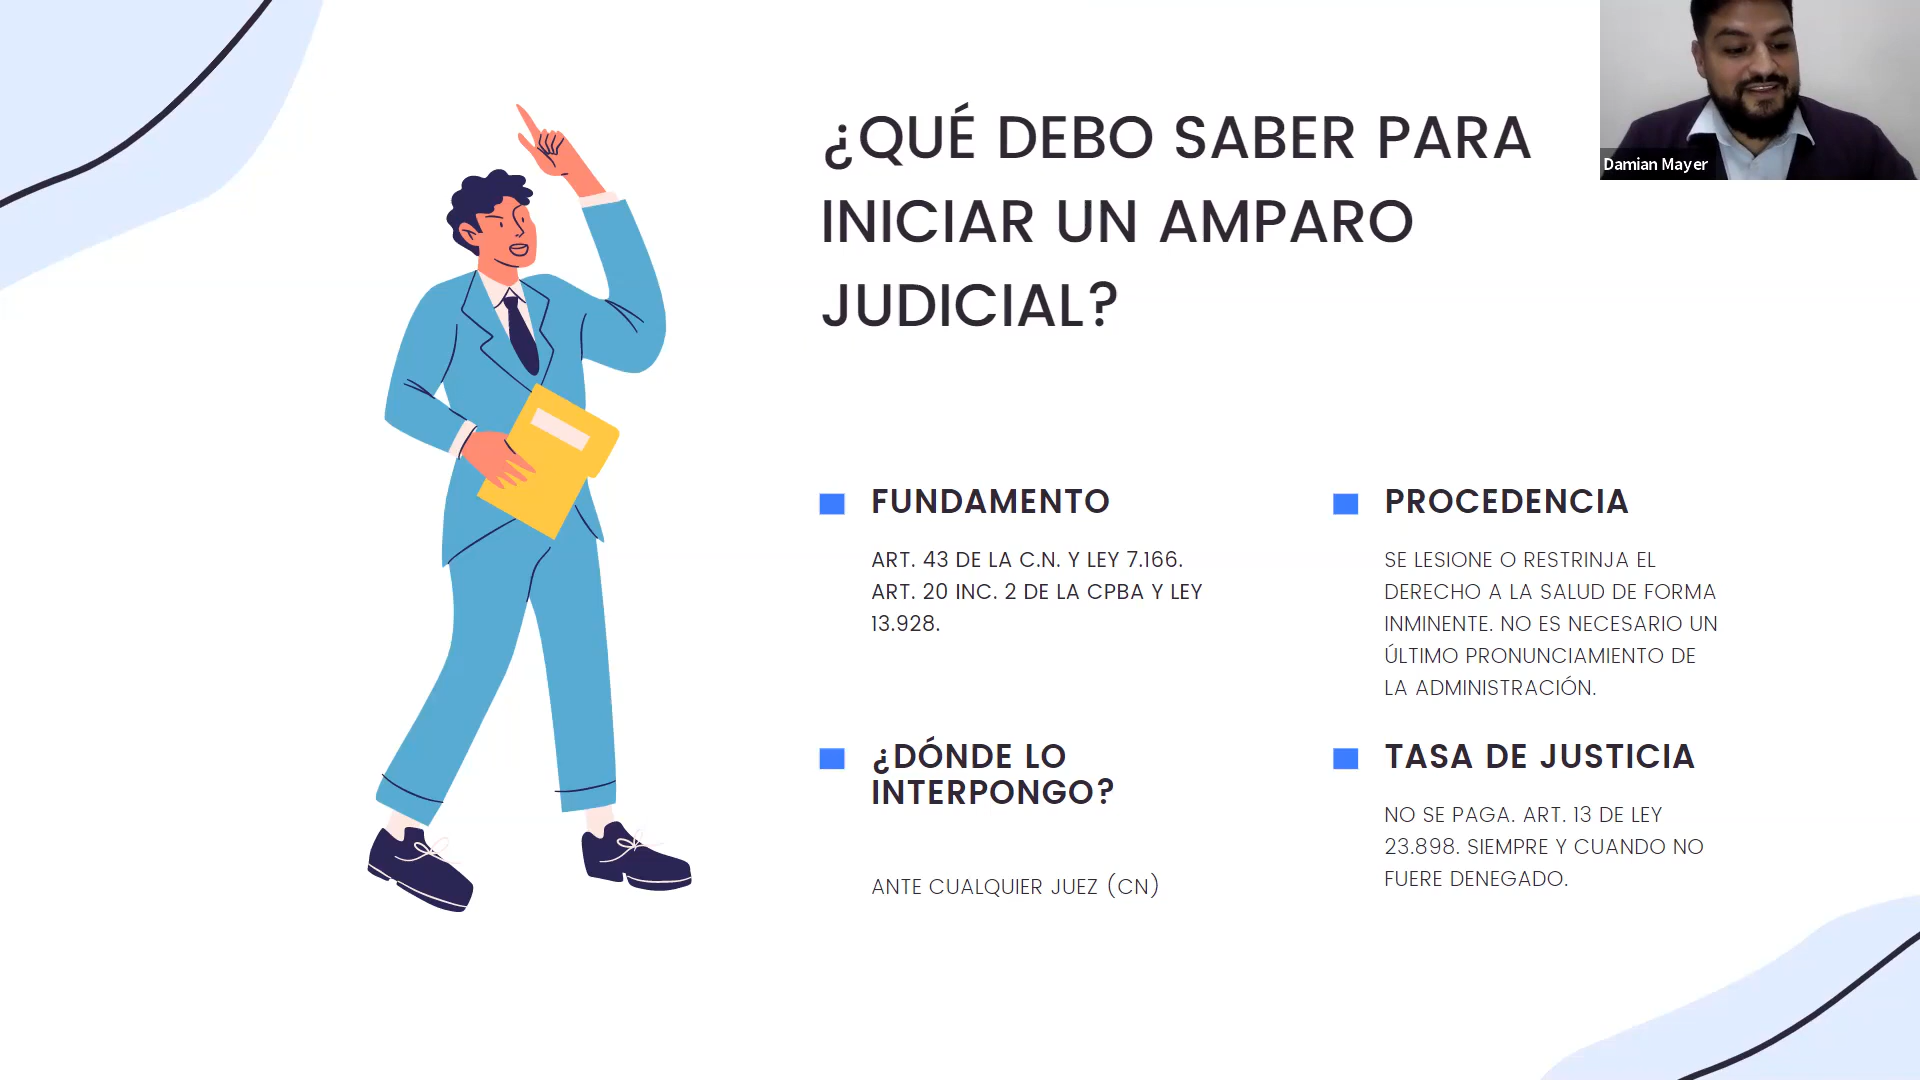 ¿QUÉ DEBO SABER PARA
INICIAR UN AMPARO
JUDICIAL?
Damian Mayer
FUNDAMENTO
ART. 43 DE LA C.N. Y LEY 7.166.
ART. 20 INC. 2 DE LA CPBA Y LEY
13.928.
PROCEDENCIA
SE LESIONE O RESTRINJA EL
DERECHO A LA SALUD DE FORMA
INMINENTE. NO ES NECESARIO UN
ÚLTIMO PRONUNCIAMIENTO DE
LA ADMINISTRACIÓN.
¿DÓNDE LO
INTERPONGO?
ANTE CUALQUIER JUEZ (CN)
TASA DE JUSTICIA
NO SE PAGA. ART. 13 DE LEY
23.898. SIEMPRE Y CUANDO NO
FUERE DENEGADO.